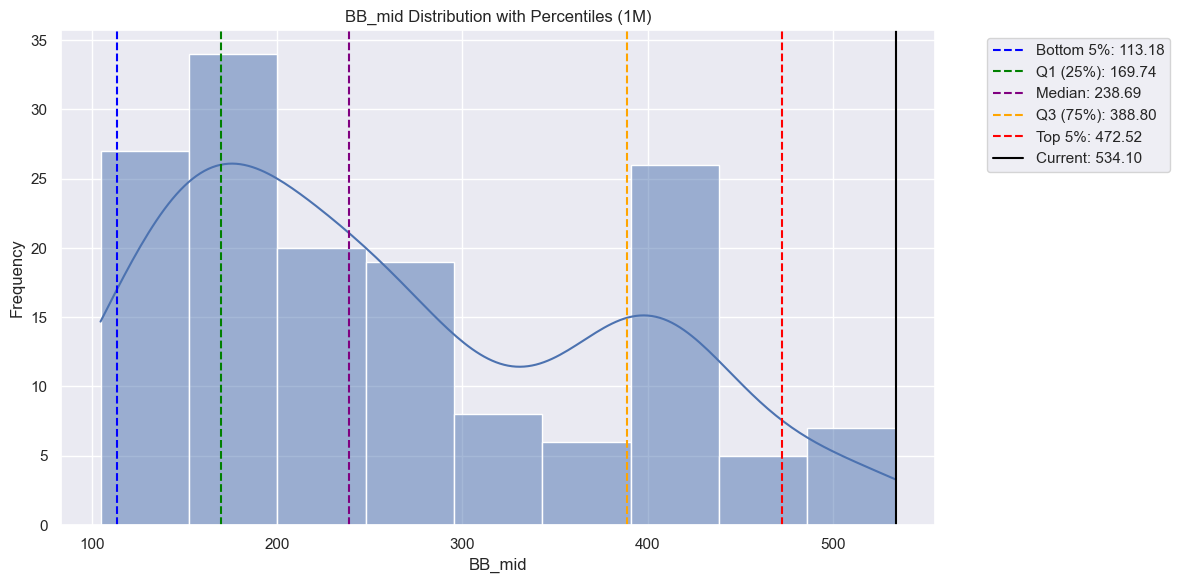 BB_mid Distribution with Percentiles (1M)
Bottom 5%: 113.18
Q1 (25%): 169.74
Median: 238.69
Q3 (75%): 388.80
Top 5%: 472.52
Current: 534.10
Frequency
35
30
25
20
15
10
5
0
100 200 300 400 500
BB_mid